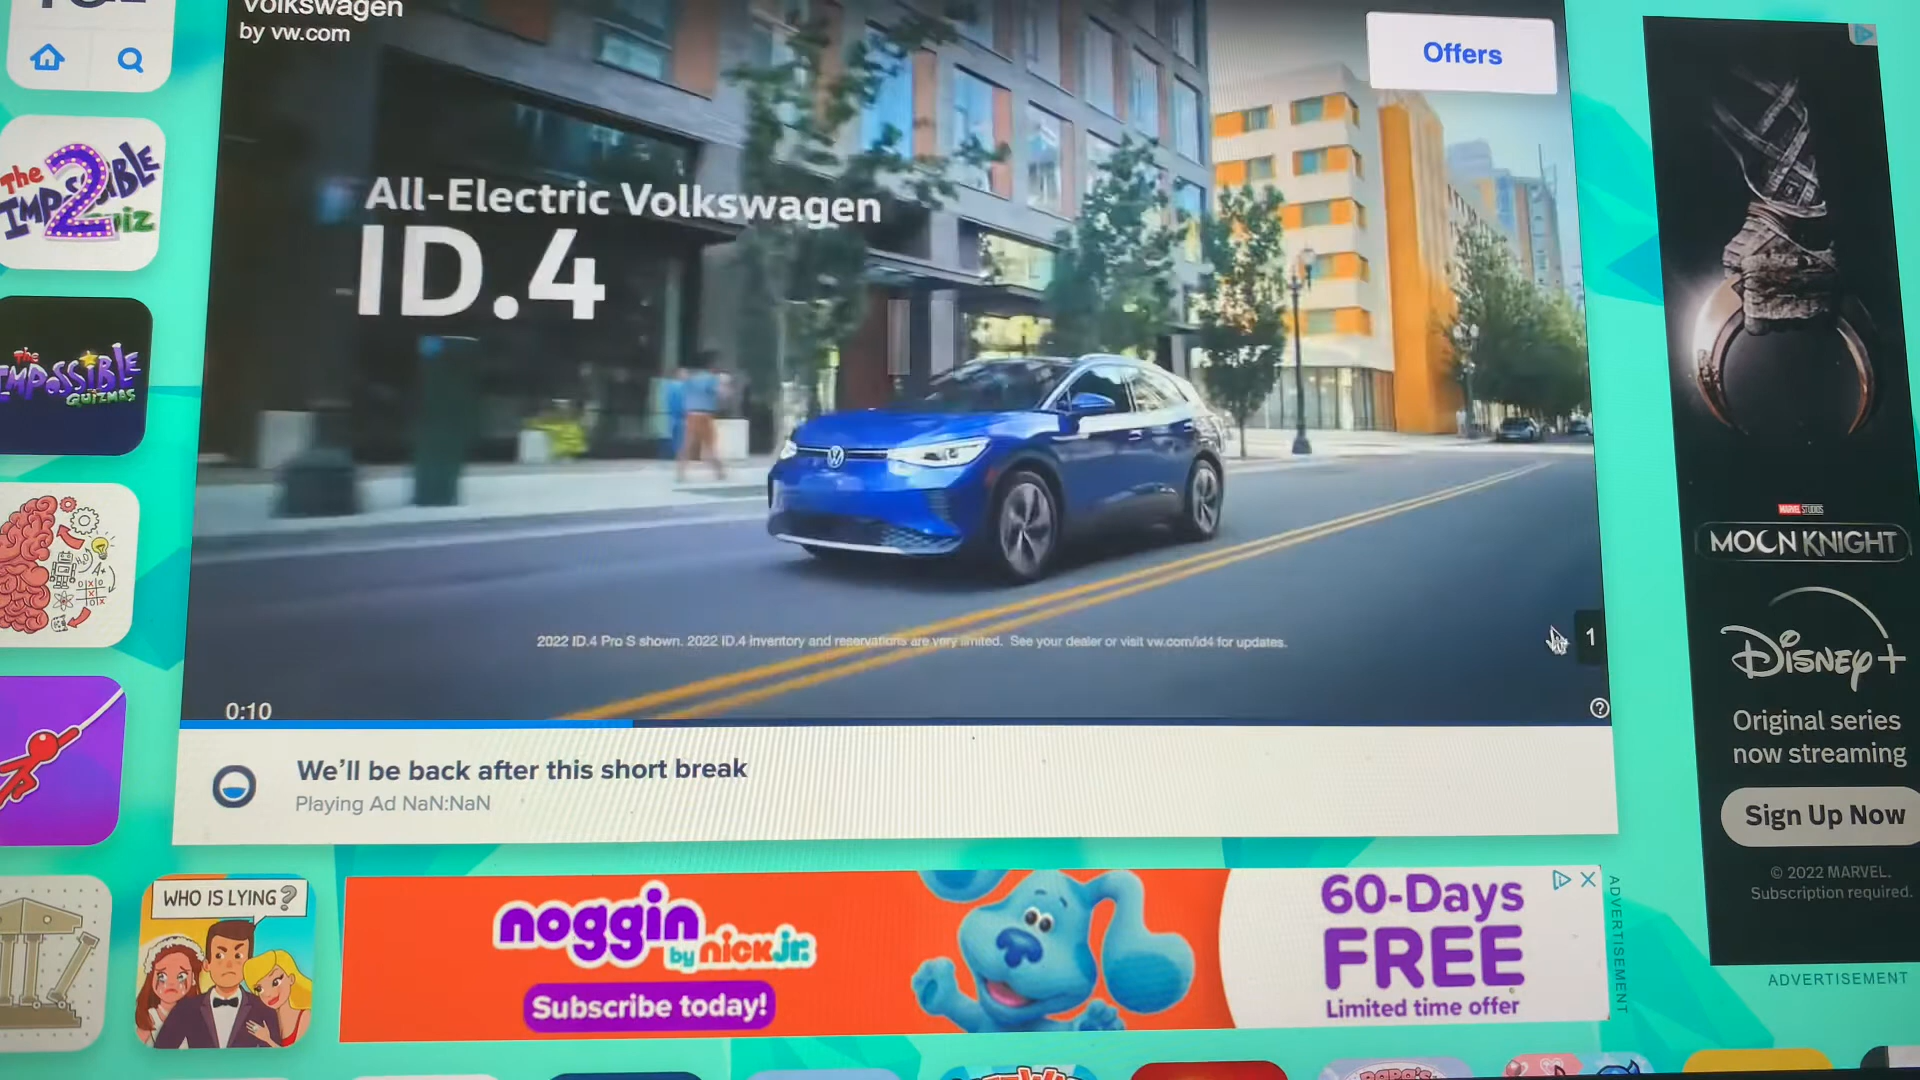 Volkswagen
by vw.com
Offers
All-Electric Volkswagen
ID.4
2022 ID.4 Pro S shown. 2022 ID.4 inventory and reservations are very limited. See your dealer or visit vw.com/id4 for updates.
1
0:10
We'll be back after this short break
Playing Ad NaN:NaN
The
IMPOSSIBLE
2
QUIZ
The
IMPOSSIBLE
QUIZMAS
WHO IS LYING?
noggin
by nick jr.
Subscribe today!
60-Days
FREE
Limited time offer
ADVERTISEMENT
MARVEL STUDIOS
MOON KNIGHT
Disney+
Original series
now streaming
Sign Up Now
© 2022 MARVEL.
Subscription required.
ADVERTISEMENT